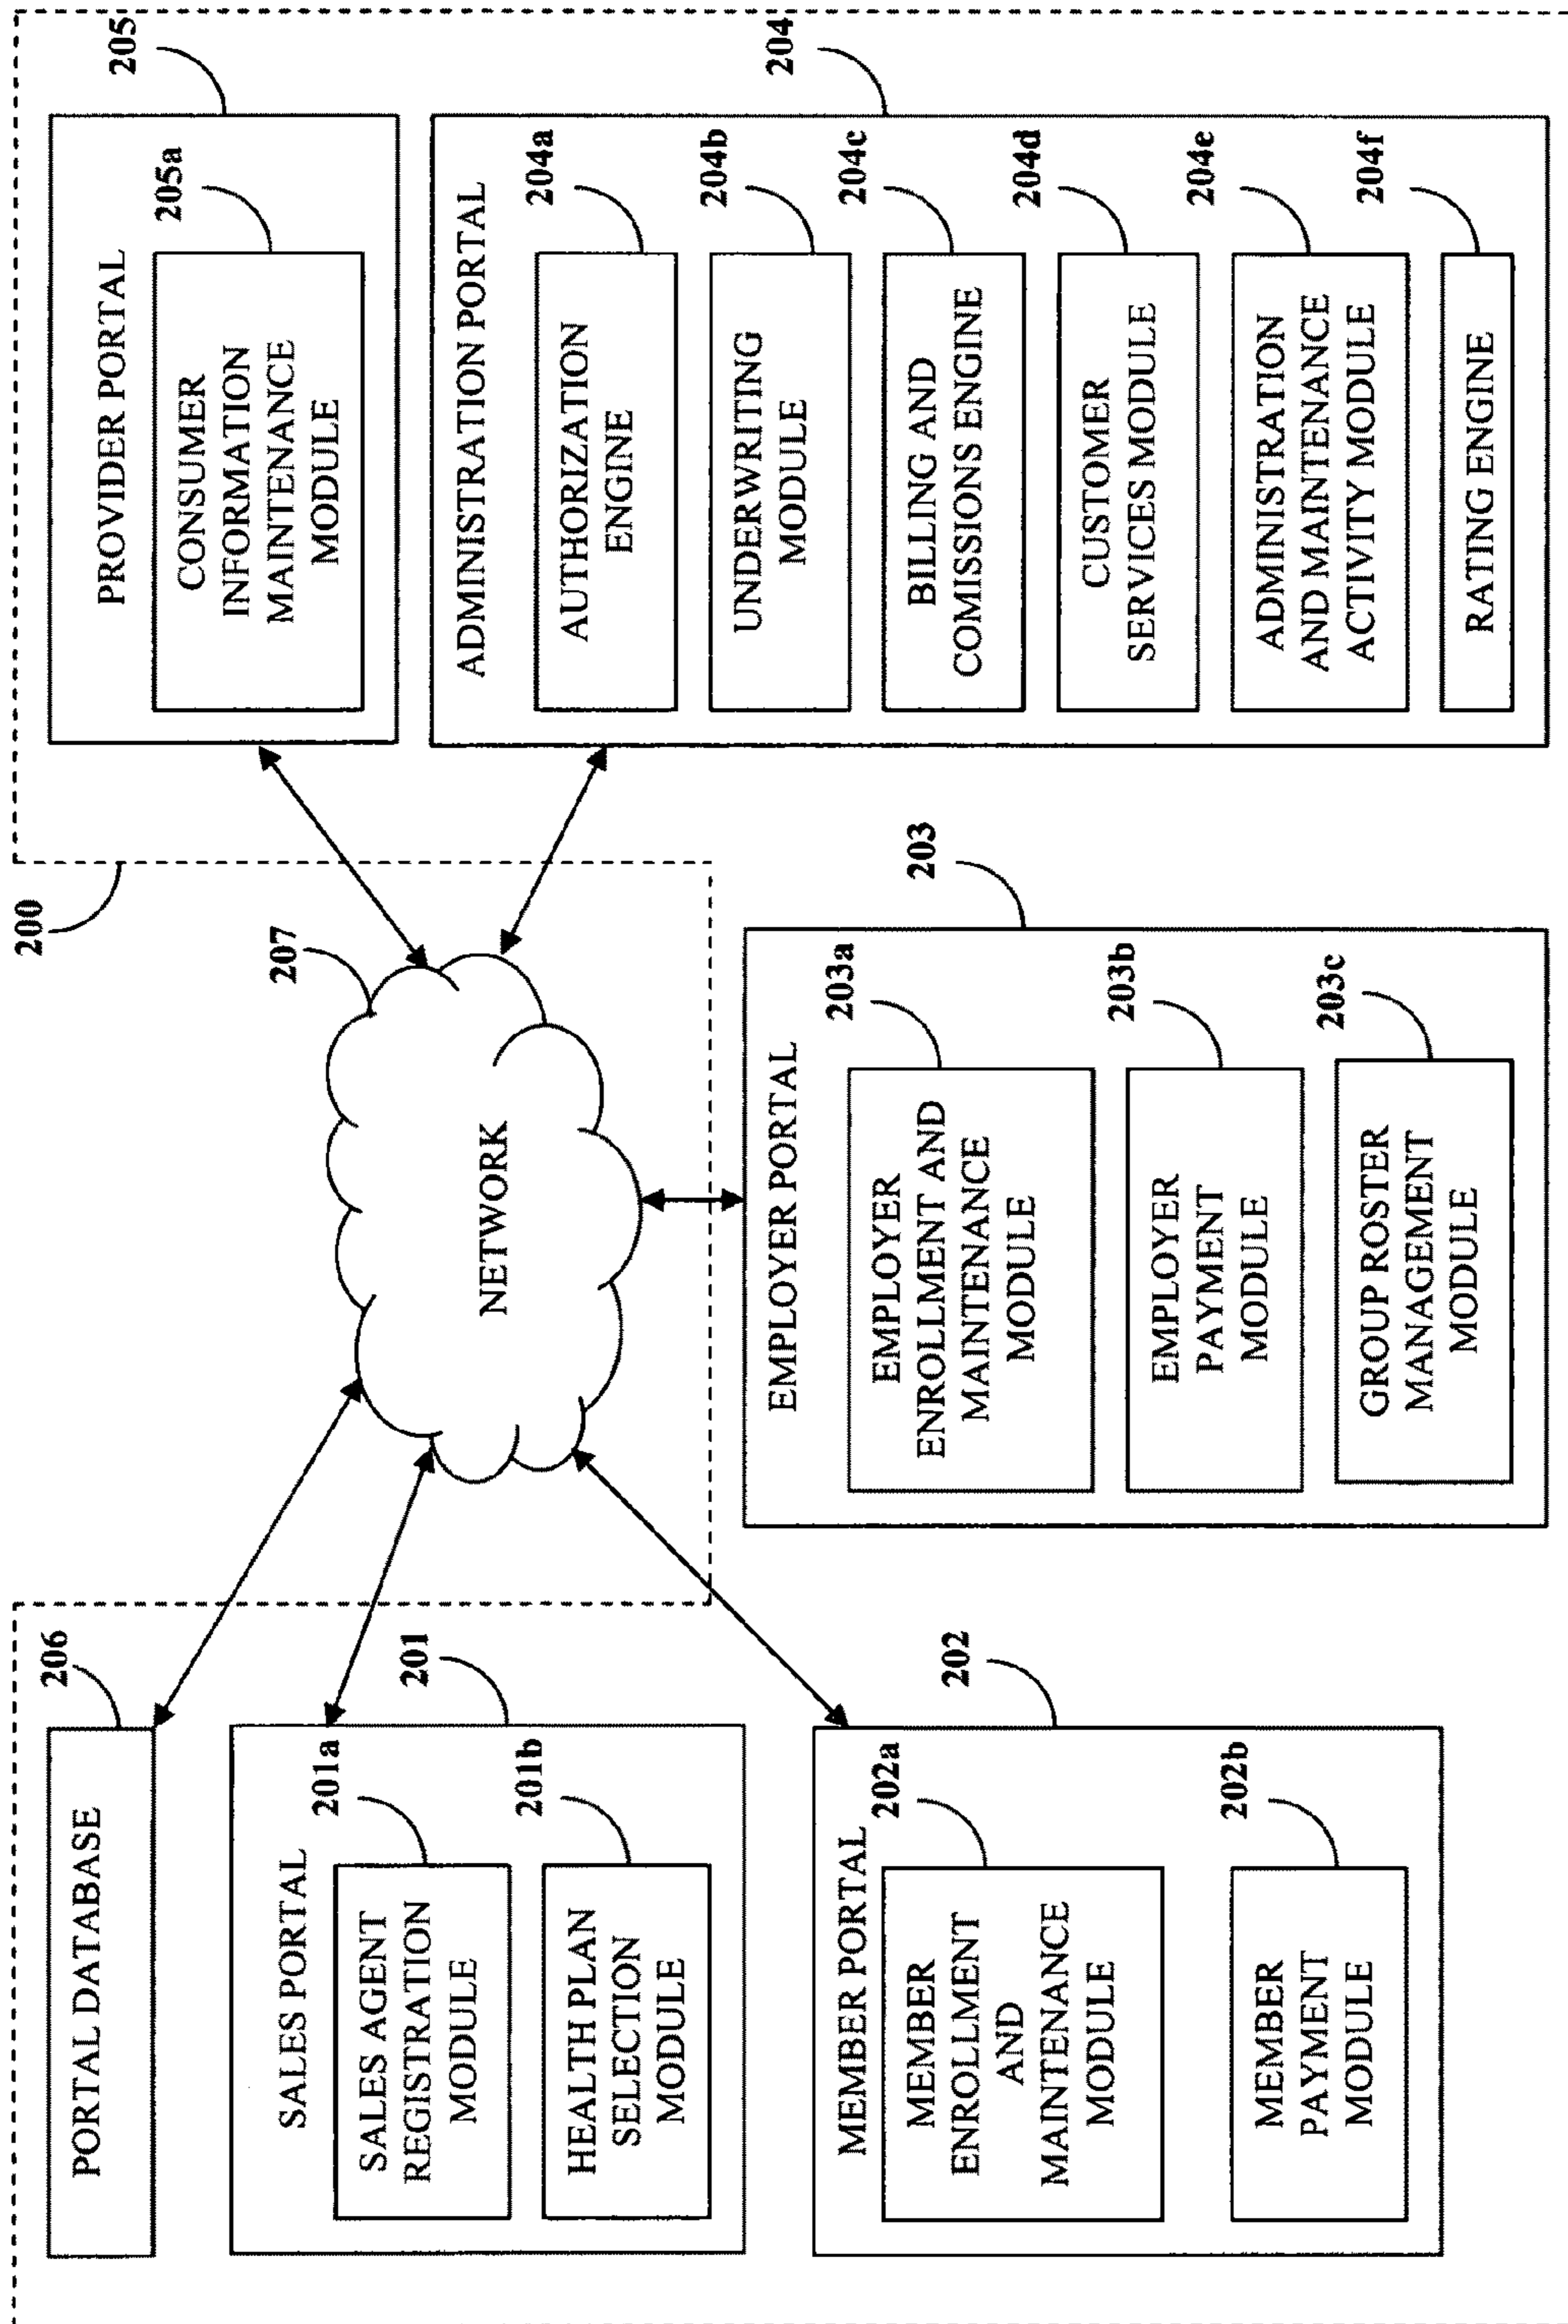 200
206
PORTAL DATABASE
201
SALES PORTAL
201a
SALES AGENT
REGISTRATION
MODULE
201b
HEALTH PLAN
SELECTION
MODULE
202
MEMBER PORTAL
202a
MEMBER
ENROLLMENT
AND
MAINTENANCE
MODULE
202b
MEMBER
PAYMENT
MODULE
207
NETWORK
203
EMPLOYER PORTAL
203a
EMPLOYER
ENROLLMENT AND
MAINTENANCE
MODULE
203b
EMPLOYER
PAYMENT
MODULE
203c
GROUP ROSTER
MANAGEMENT
MODULE
205
PROVIDER PORTAL
205a
CONSUMER
INFORMATION
MAINTENANCE
MODULE
204
ADMINISTRATION PORTAL
204a
AUTHORIZATION
ENGINE
204b
UNDERWRITING
MODULE
204c
BILLING AND
COMISSIONS ENGINE
204d
CUSTOMER
SERVICES MODULE
204e
ADMINISTRATION
AND MAINTENANCE
ACTIVITY MODULE
204f
RATING ENGINE